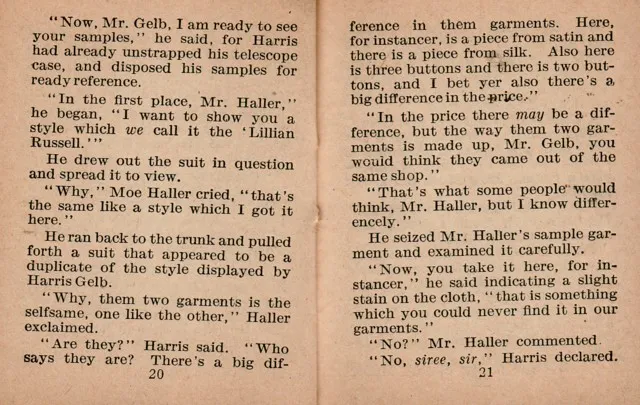 "Now, Mr. Gelb, I am ready to see
your samples," he said, for Harris
had already unstrapped his telescope
case, and disposed his samples for
ready reference.
"In the first place, Mr. Haller,"
he began, "I want to show you a
style which we call it the 'Lillian
Russell.'"
He drew out the suit in question
and spread it to view.
"Why," Moe Haller cried, "that's
the same like a style which I got it
here."
He ran back to the trunk and pulled
forth a suit that appeared to be a
duplicate of the style displayed by
Harris Gelb.
"Why, them two garments is the
selfsame, one like the other," Haller
exclaimed.
"Are they?" Harris said. "Who
says they are? There's a big dif-
20
ference in them garments. Here,
for instancer, is a piece from satin and
there is a piece from silk. Also here
is three buttons and there is two but-
tons, and I bet yer also there's a
big difference in the price."
"In the price there may be a dif-
ference, but the way them two gar-
ments is made up, Mr. Gelb, you
would think they came out of the
same shop."
"That's what some people would
think, Mr. Haller, but I know differ-
encely."
He seized Mr. Haller's sample gar-
ment and examined it carefully.
"Now, you take it here, for in-
stancer," he said indicating a slight
stain on the cloth, "that is something
which you could never find it in our
garments."
"No?" Mr. Haller commented.
"No, siree, sir," Harris declared.
21